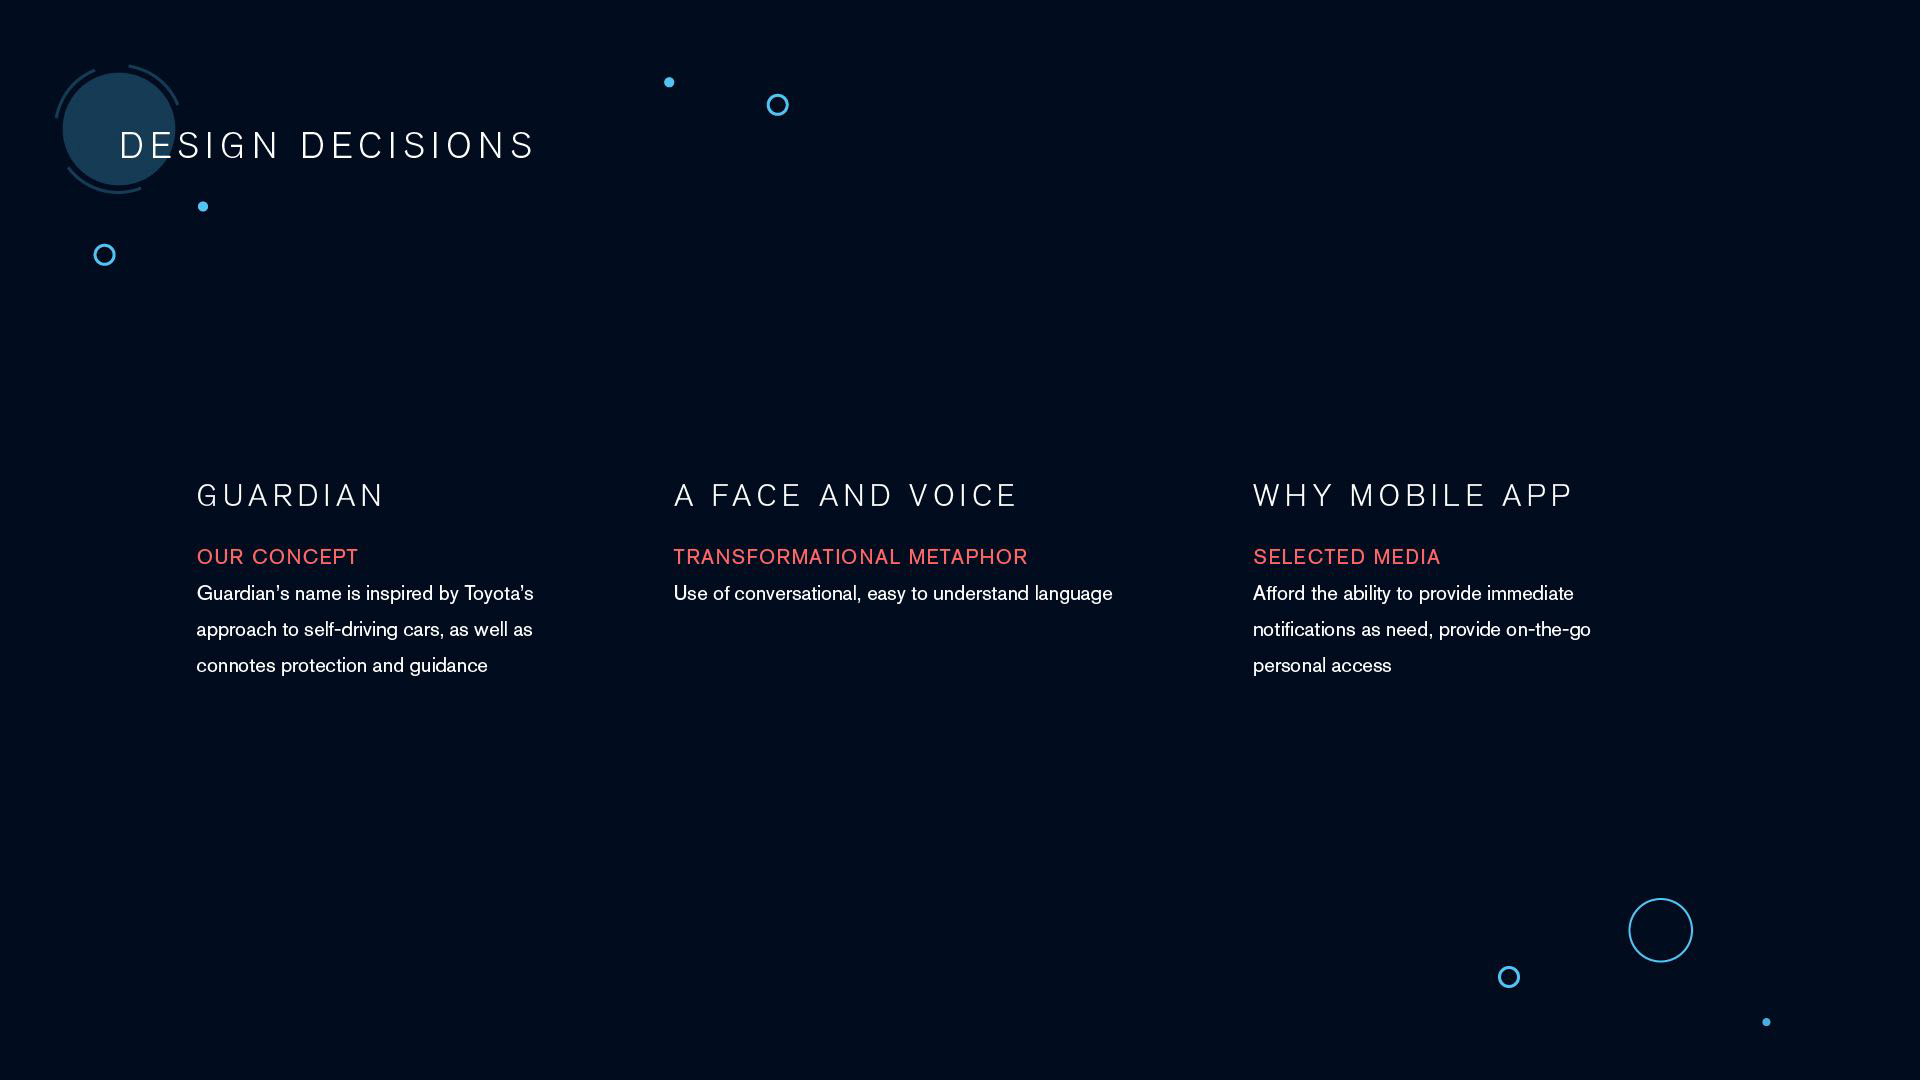 DESIGN DECISIONS
GUARDIAN
OUR CONCEPT
Guardian’s name is inspired by Toyota’s
approach to self-driving cars, as well as
connotes protection and guidance
A FACE AND VOICE
TRANSFORMATIONAL METAPHOR
Use of conversational, easy to understand language
WHY MOBILE APP
SELECTED MEDIA
Afford the ability to provide immediate
notifications as need, provide on-the-go
personal access